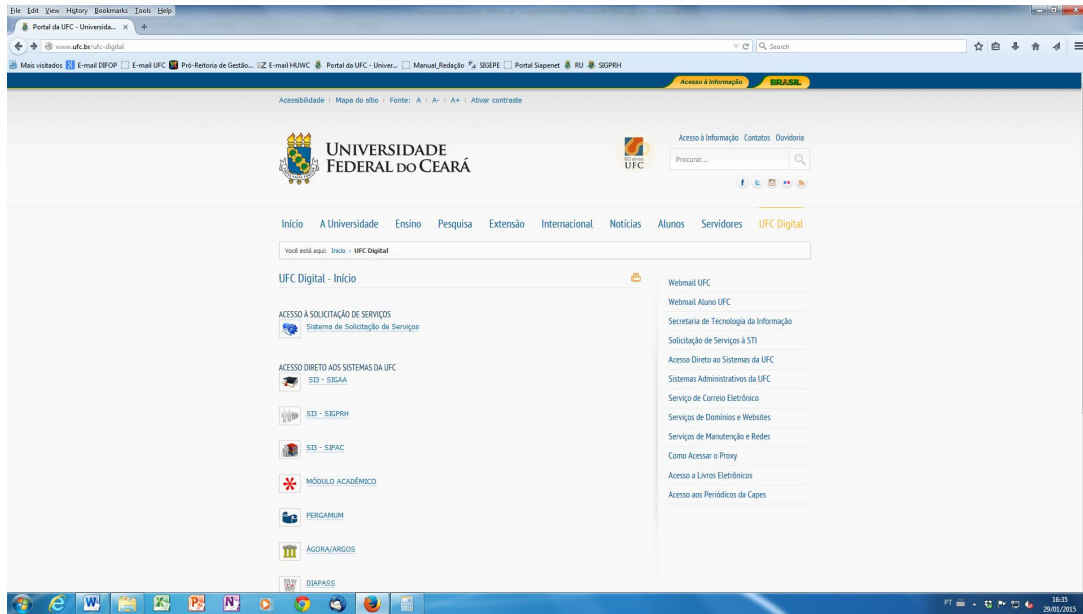 File Edit View History Bookmarks Tools Help
Portal da UFC - Universida... × +
www.ufc.br/ufc-digital
Search
Mais visitados E-mail DIFOP E-mail UFC Pró-Reitoria de Gestão... E-mail HUWC Portal da UFC - Univer... Manual_Redação SIGEPE Portal Siapenet RU SIGPRH
Acesso à Informação BRASIL
Acessibilidade Mapa do sítio Fonte: A A- A+ Ativar contraste
UNIVERSIDADE
FEDERAL DO CEARÁ
60 anos
UFC
Acesso à Informação Contatos Ouvidoria
Procurar...
Início A Universidade Ensino Pesquisa Extensão Internacional Notícias Alunos Servidores UFC Digital
Você está aqui: Início › UFC Digital
UFC Digital - Início
ACESSO À SOLICITAÇÃO DE SERVIÇOS
Sistema de Solicitação de Serviços
ACESSO DIRETO AOS SISTEMAS DA UFC
SI3 - SIGAA
SI3 - SIGPRH
SI3 - SIPAC
MÓDULO ACADÊMICO
PERGAMUM
ÁGORA/ARGOS
DIAPASS
Webmail UFC
Webmail Aluno UFC
Secretaria de Tecnologia da Informação
Solicitação de Serviços à STI
Acesso Direto ao Sistemas da UFC
Sistemas Administrativos da UFC
Serviço de Correio Eletrônico
Serviços de Domínios e Websites
Serviços de Manutenção e Redes
Como Acessar o Proxy
Acesso a Livros Eletrônicos
Acesso aos Periódicos da Capes
PT
16:35
29/01/2015